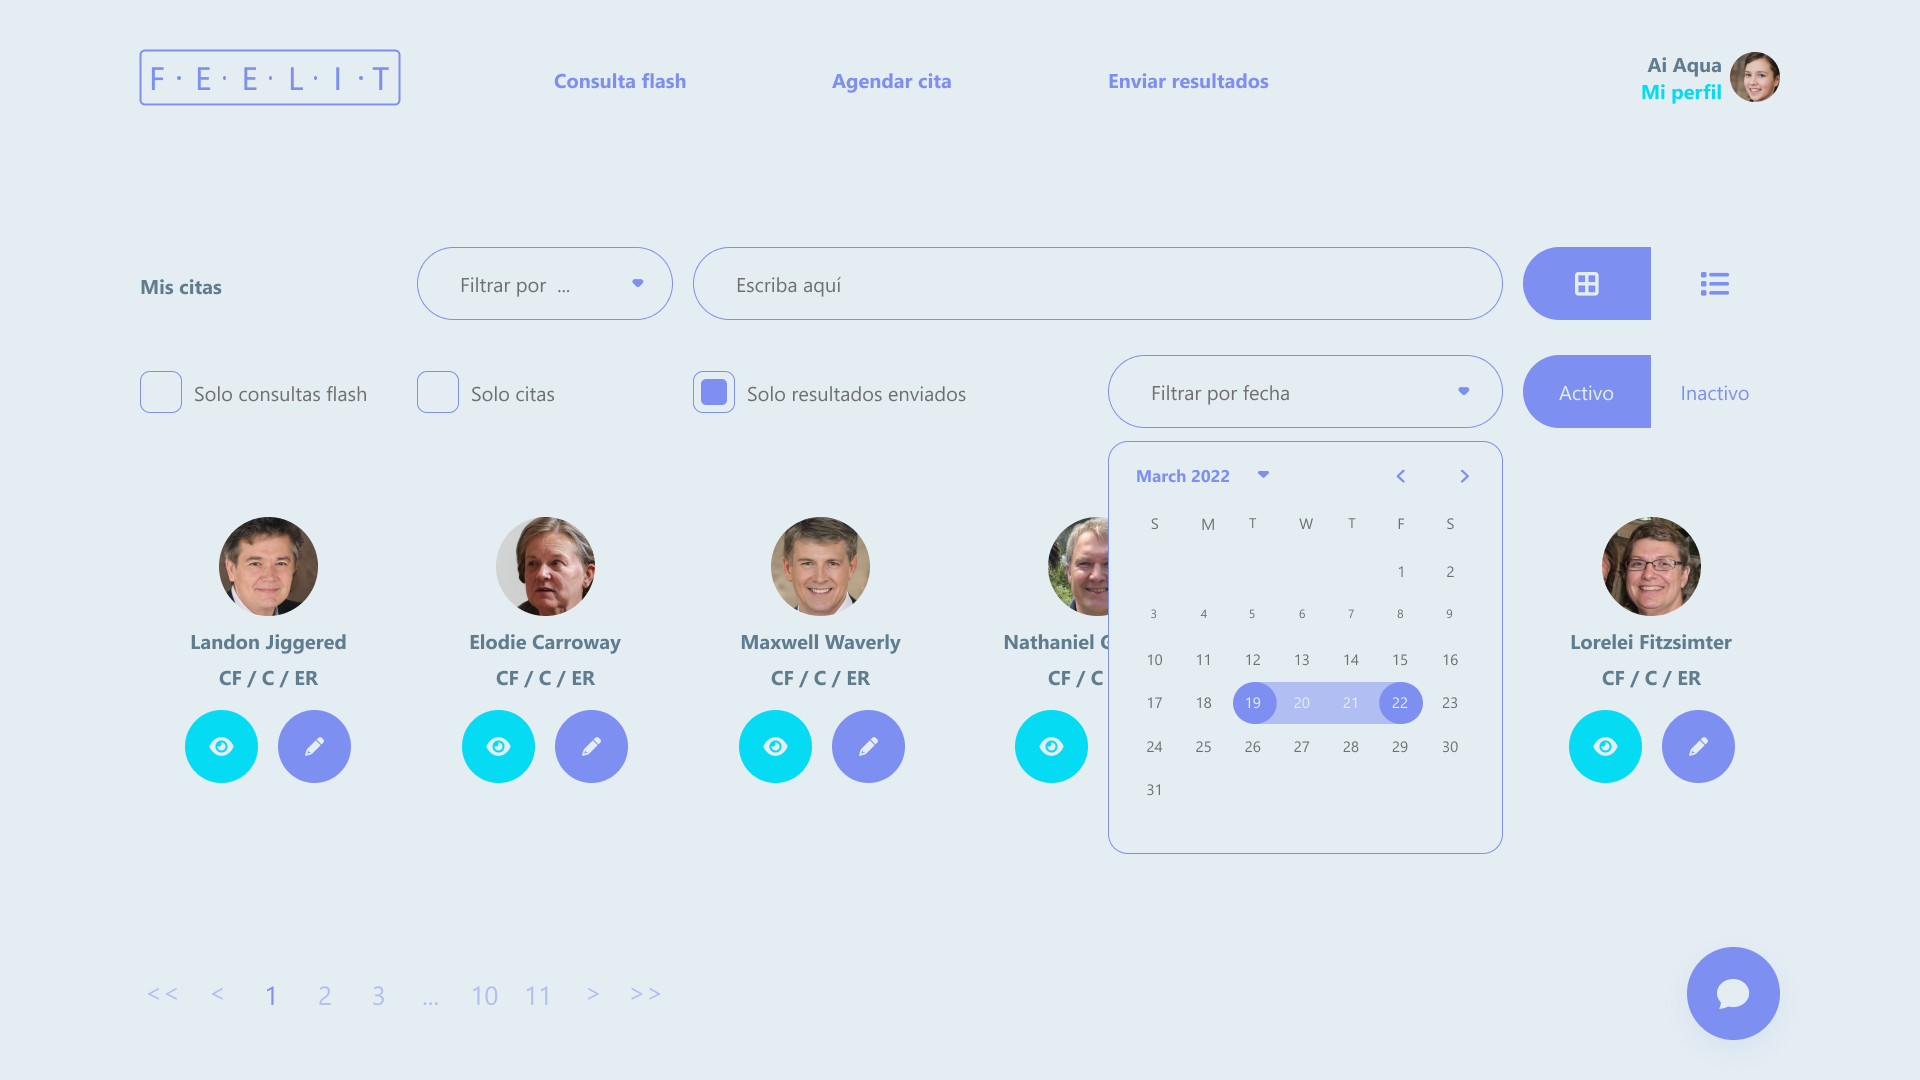 F·E·E·L·I·T
Consulta flash
Agendar cita
Enviar resultados
Ai Aqua
Mi perfil
Mis citas
Filtrar por ...
Escriba aquí
Solo consultas flash
Solo citas
Solo resultados enviados
Filtrar por fecha
Activo
Inactivo
March 2022
S M T W T F S
1 2
3 4 5 6 7 8 9
10 11 12 13 14 15 16
17 18 19 20 21 22 23
24 25 26 27 28 29 30
31
Landon Jiggered
CF / C / ER
Elodie Carroway
CF / C / ER
Maxwell Waverly
CF / C / ER
Nathaniel
CF / C
Lorelei Fitzsimter
CF / C / ER
<< < 1 2 3 ... 10 11 > >>